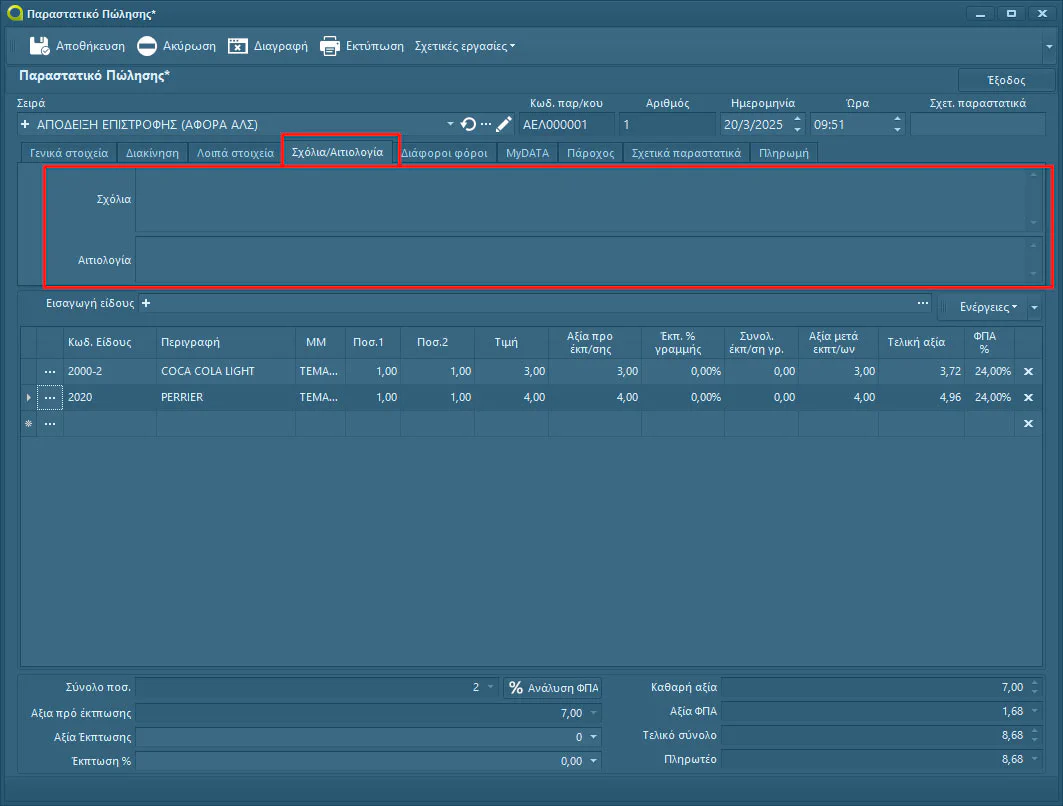 Παραστατικό Πώλησης*
Αποθήκευση Ακύρωση Διαγραφή Εκτύπωση Σχετικές εργασίες
Παραστατικό Πώλησης*
Έξοδος
Σειρά Κωδ. παρ/κου Αριθμός Ημερομηνία Ώρα Σχετ. παραστατικά
ΑΠΟΔΕΙΞΗ ΕΠΙΣΤΡΟΦΗΣ (ΑΦΟΡΑ ΑΛΣ) ΑΕΛ000001 1 20/3/2025 09:51
Γενικά στοιχεία Διακίνηση Λοιπά στοιχεία Σχόλια/Αιτιολογία Διάφοροι φόροι MyDATA Πάροχος Σχετικά παραστατικά Πληρωμή
Σχόλια
Αιτιολογία
Εισαγωγή είδους + ... Ενέργειες
Κωδ. Είδους Περιγραφή ΜΜ Ποσ.1 Ποσ.2 Τιμή Αξία προ έκπ/σης Έκπ. % γραμμής Συνολ. έκπ/ση γρ. Αξία μετά εκπτ/ων Τελική αξία ΦΠΑ %
... 2000-2 COCA COLA LIGHT ΤΕΜΑ... 1,00 1,00 3,00 3,00 0,00% 0,00 3,00 3,72 24,00% x
... 2020 PERRIER ΤΕΜΑ... 1,00 1,00 4,00 4,00 0,00% 0,00 4,00 4,96 24,00% x
... x
Σύνολο ποσ. 2 % Ανάλυση ΦΠΑ Καθαρή αξία 7,00
Αξια πρό έκτπωσης 7,00 Αξία ΦΠΑ 1,68
Αξία Έκπτωσης 0 Τελικό σύνολο 8,68
Έκπτωση % 0,00 Πληρωτέο 8,68